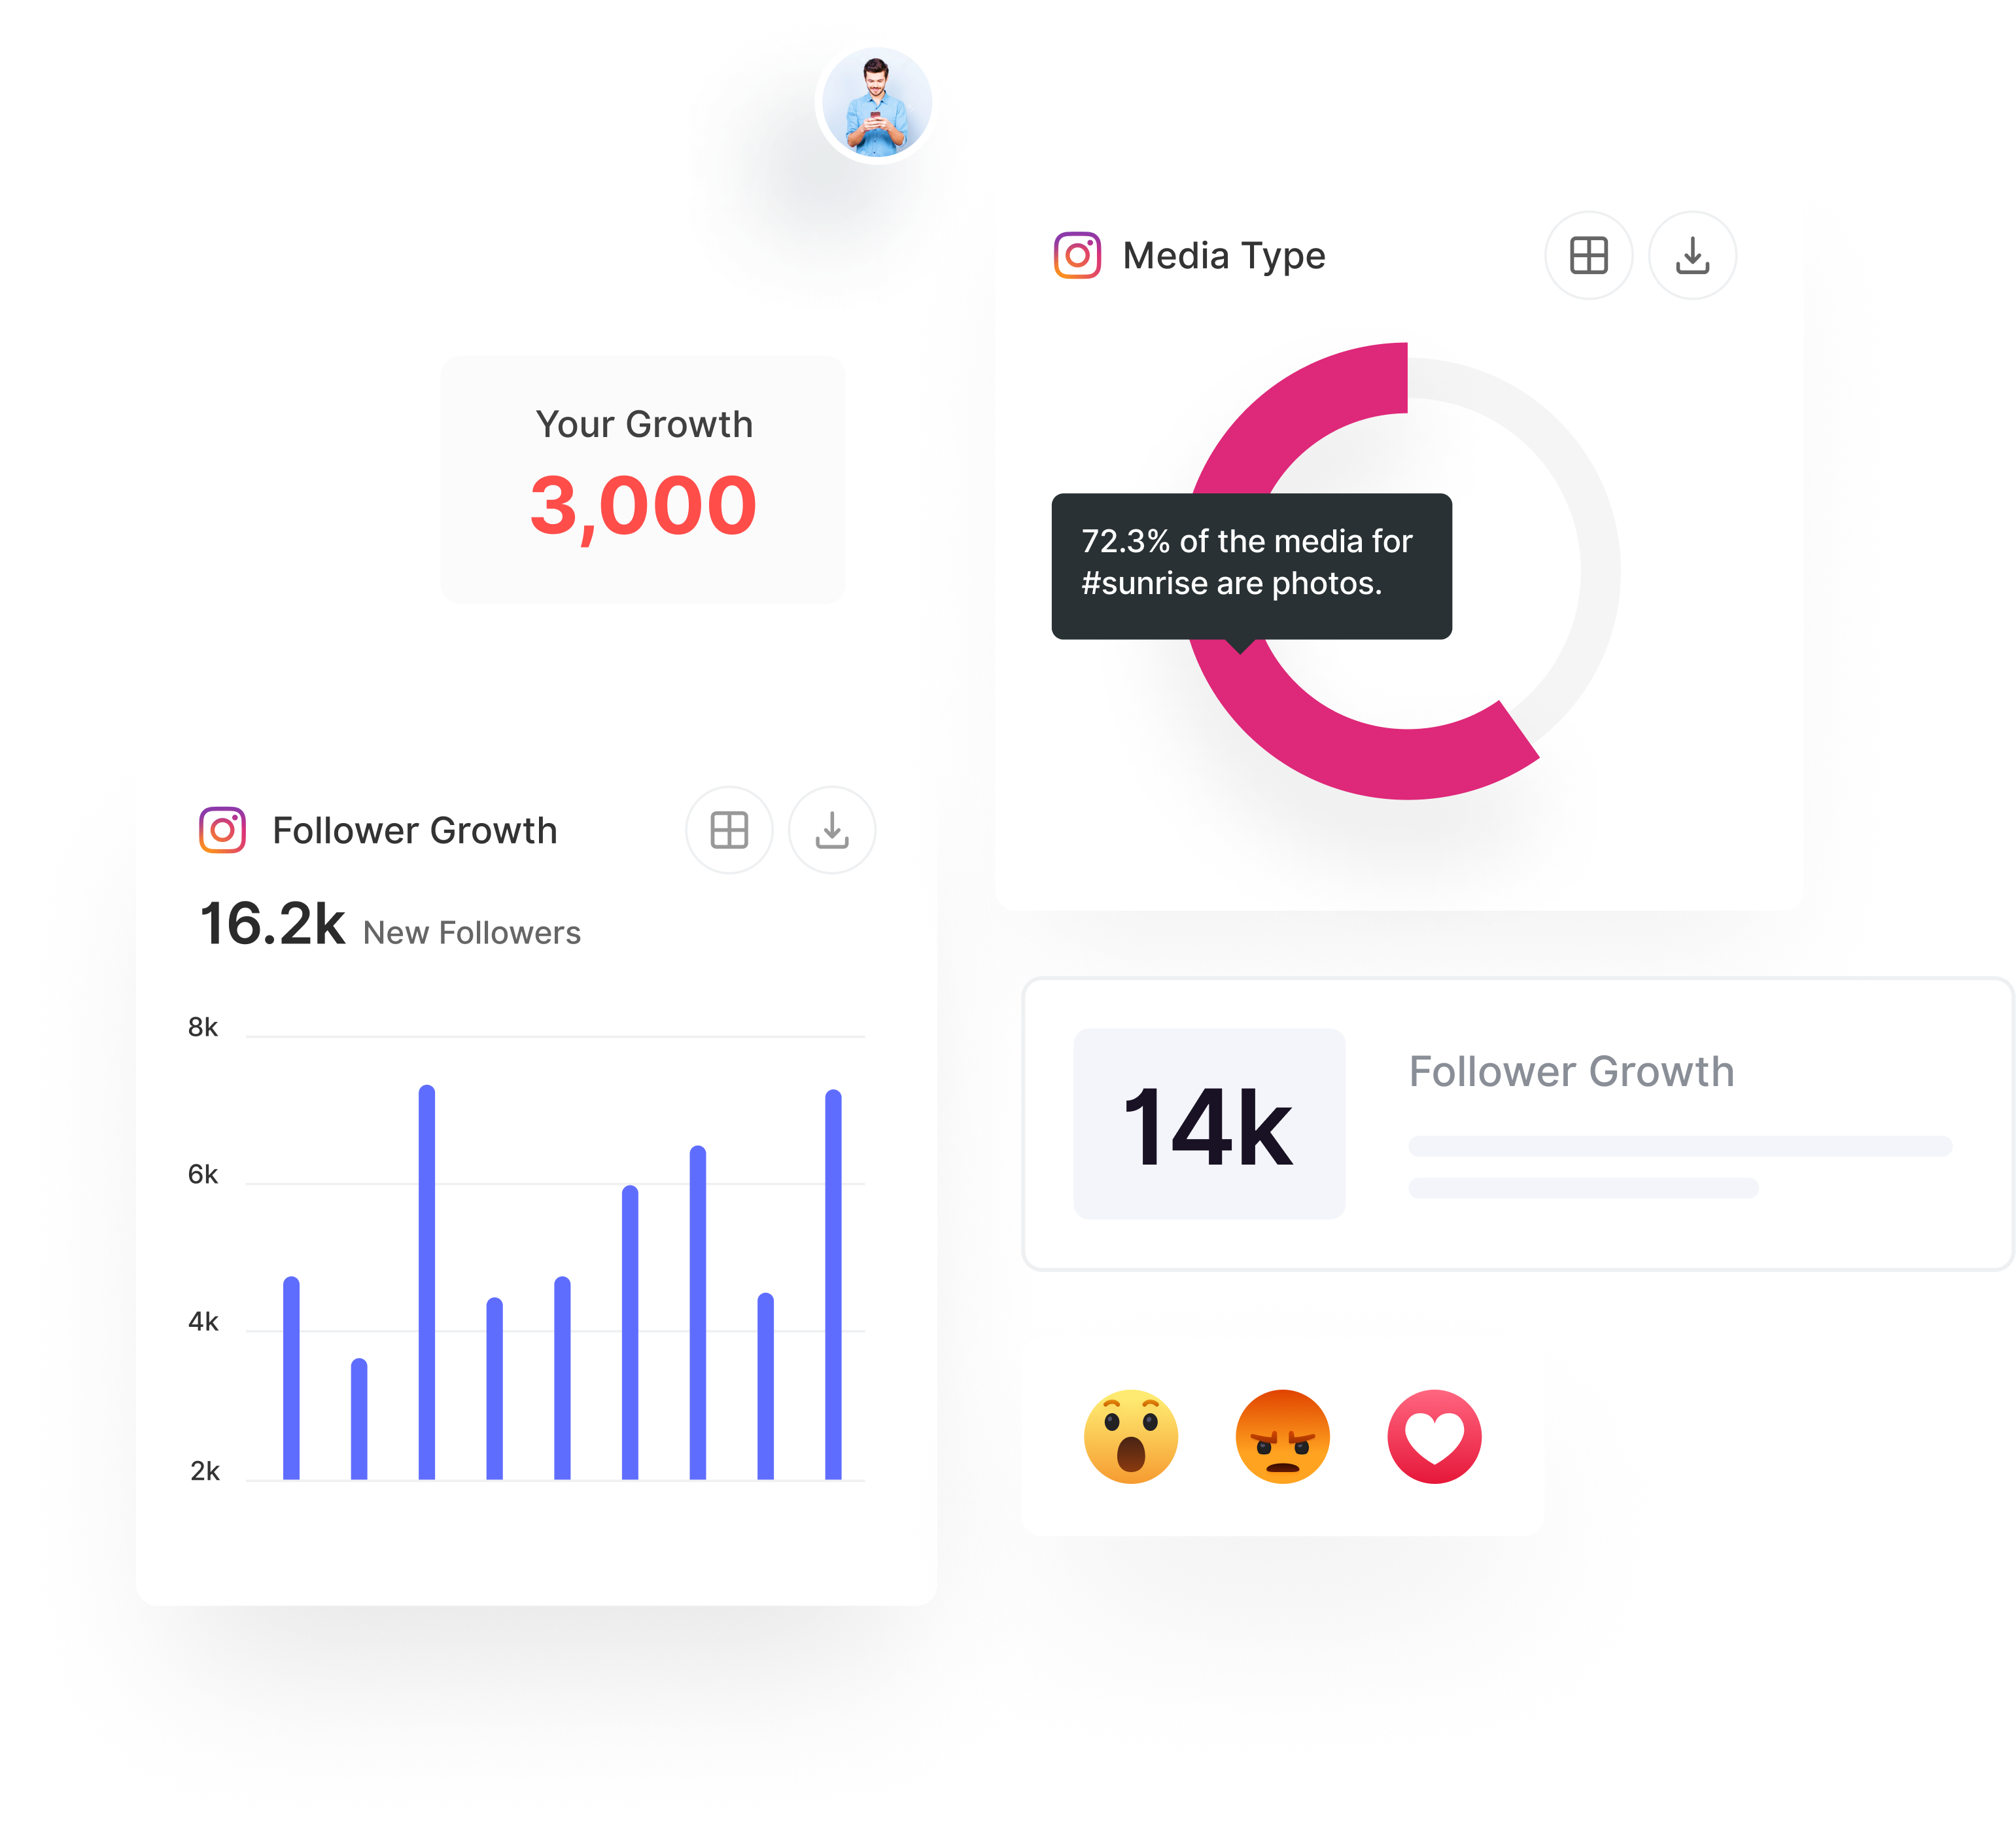 Media Type
Your Growth
3,000
72.3% of the media for
#sunrise are photos.
Follower Growth
16.2k New Followers
8k
6k
4k
2k
14k
Follower Growth